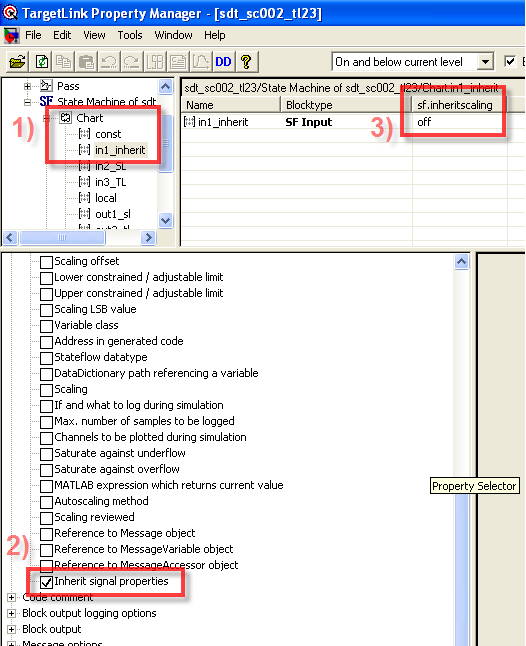 TargetLink Property Manager - [sdt_sc002_tl23]
File Edit View Tools Window Help
DD ? On and below current level
Pass
State Machine of sdt
Chart
const
in1_inherit
in2_SL
in3_TL
local
out1_sl
1)
sdt_sc002_tl23/State Machine of sdt_sc002_tl23/Chart.in1_inherit
Name Blocktype sf.inheritscaling
in1_inherit SF Input off
3)
Scaling offset
Lower constrained / adjustable limit
Upper constrained / adjustable limit
Scaling LSB value
Variable class
Address in generated code
Stateflow datatype
DataDictionary path referencing a variable
Scaling
If and what to log during simulation
Max. number of samples to be logged
Channels to be plotted during simulation
Saturate against underflow
Saturate against overflow
MATLAB expression which returns current value
Property Selector
Autoscaling method
Scaling reviewed
Reference to Message object
Reference to MessageVariable object
Reference to MessageAccessor object
2)
Inherit signal properties
Code comment
Block output logging options
Block output
Message options